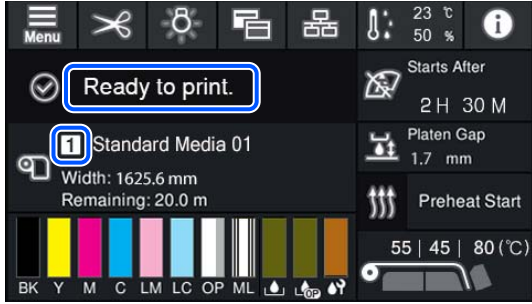 Menu
23 ℃
50 %
i
Ready to print.
Starts After
2 H 30 M
1 Standard Media 01
Width: 1625.6 mm
Remaining: 20.0 m
Platen Gap
1.7 mm
Preheat Start
55 | 45 | 80 (℃)
BK Y M C LM LC OP ML OP